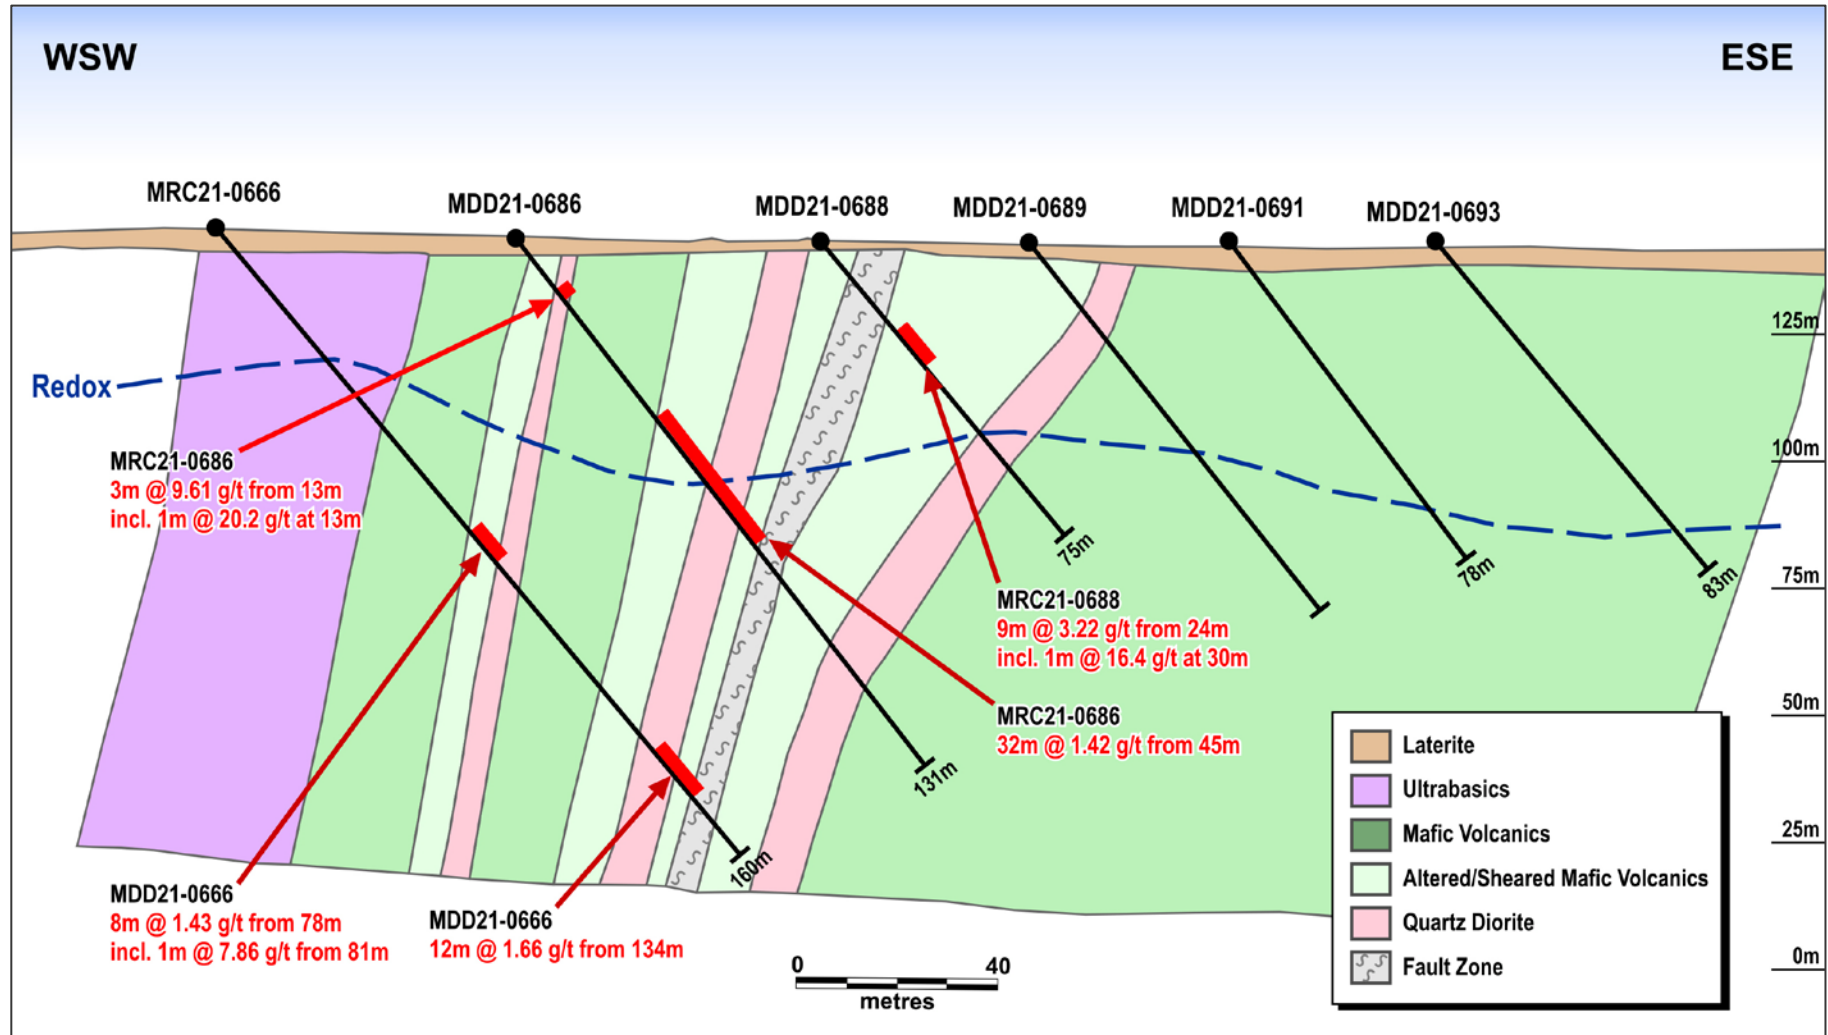 WSW
ESE
MRC21-0666
MDD21-0686
MDD21-0688
MDD21-0689
MDD21-0691
MDD21-0693
125m
Redox
MRC21-0686
3m @ 9.61 g/t from 13m
incl. 1m @ 20.2 g/t at 13m
100m
75m
78m
83m
75m
MRC21-0688
9m @ 3.22 g/t from 24m
incl. 1m @ 16.4 g/t at 30m
MRC21-0686
32m @ 1.42 g/t from 45m
50m
131m
160m
25m
0m
MDD21-0666
8m @ 1.43 g/t from 78m
incl. 1m @ 7.86 g/t from 81m
MDD21-0666
12m @ 1.66 g/t from 134m
0 40
metres
Laterite
Ultrabasics
Mafic Volcanics
Altered/Sheared Mafic Volcanics
Quartz Diorite
Fault Zone